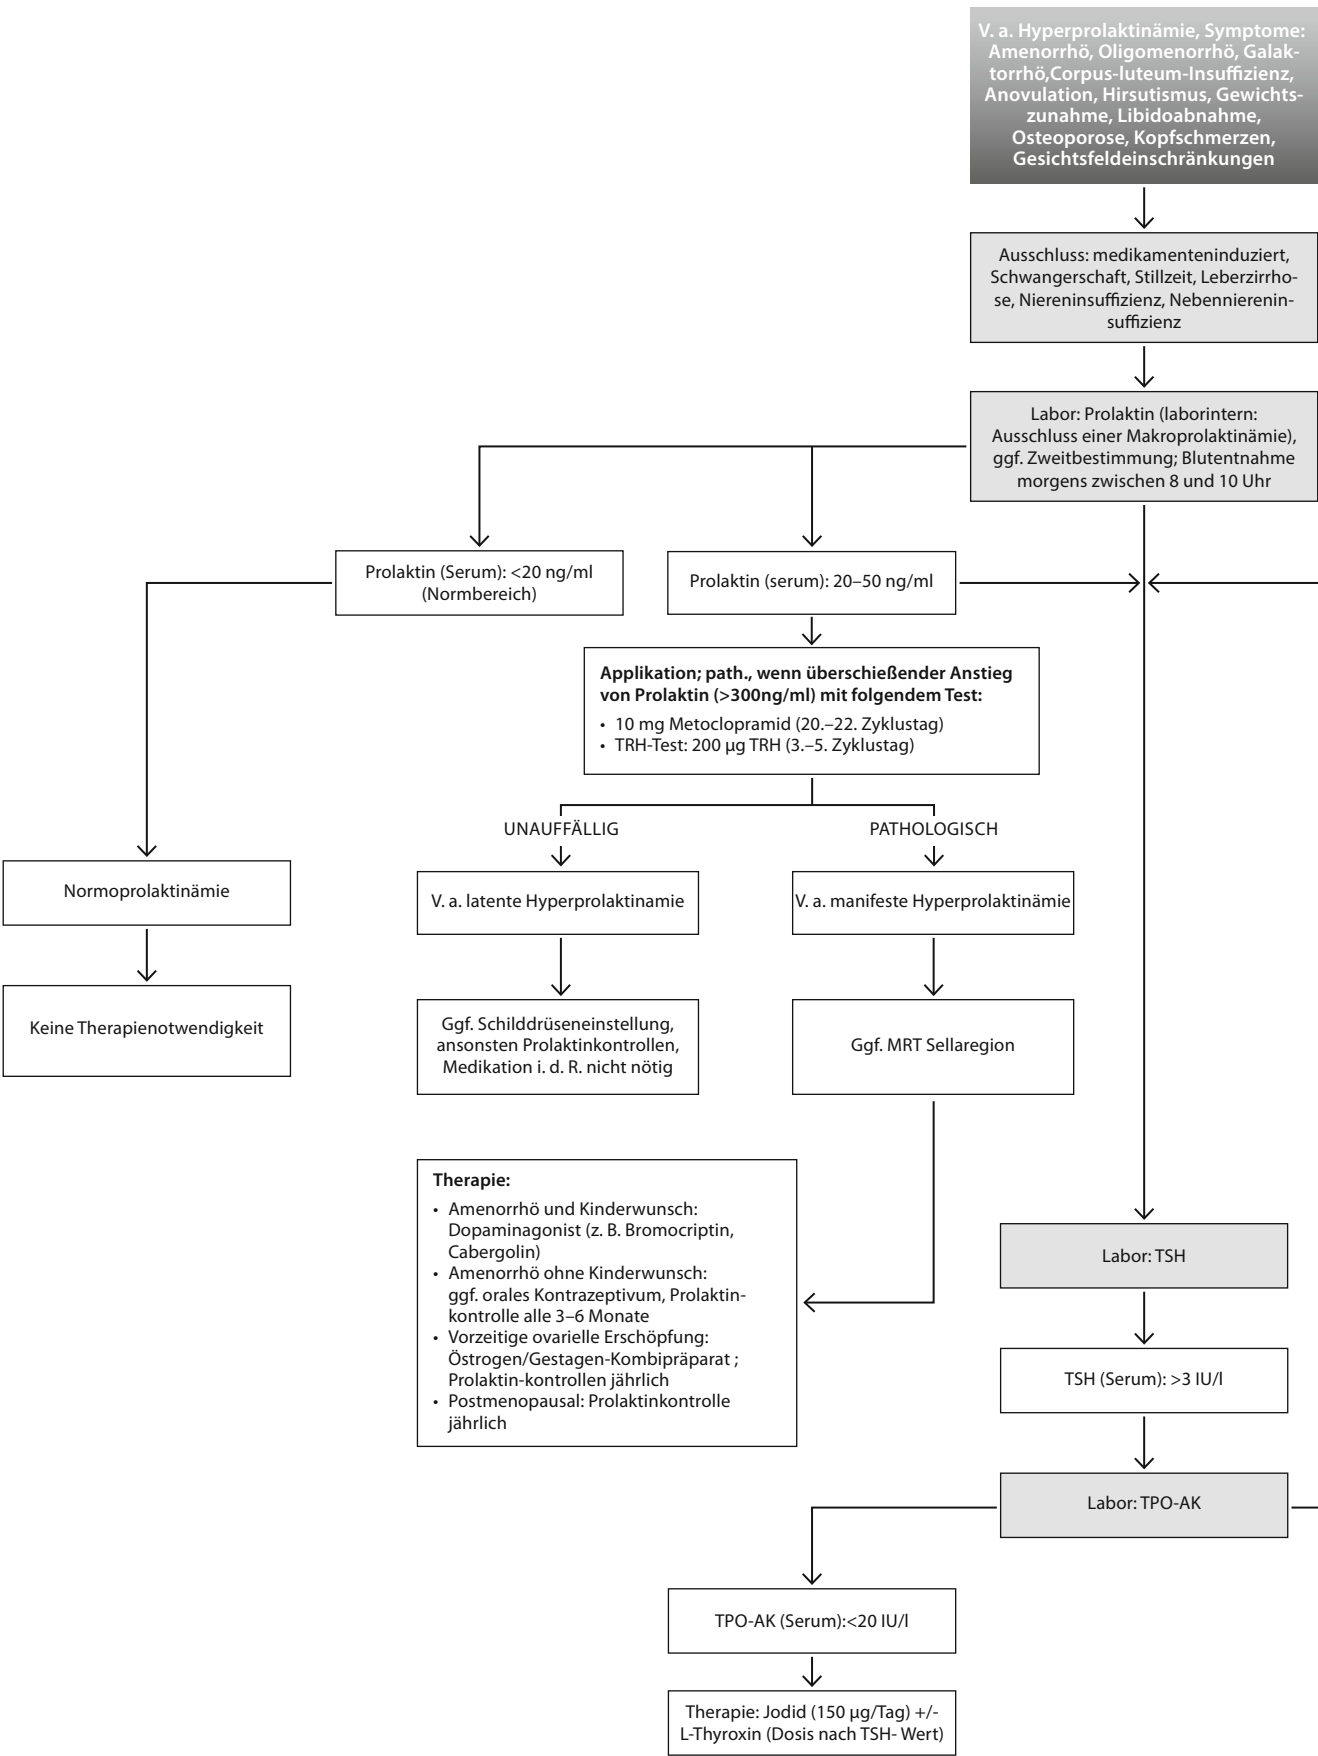 V. a. Hyperprolaktinämie, Symptome:
Amenorrhö, Oligomenorrhö, Galak-
torrhö,Corpus-luteum-Insuffizienz,
Anovulation, Hirsutismus, Gewichts-
zunahme, Libidoabnahme,
Osteoporose, Kopfschmerzen,
Gesichtsfeldeinschränkungen
Ausschluss: medikamenteninduziert,
Schwangerschaft, Stillzeit, Leberzirrho-
se, Niereninsuffizienz, Nebennierenin-
suffizienz
Labor: Prolaktin (laborintern:
Ausschluss einer Makroprolaktinämie),
ggf. Zweitbestimmung; Blutentnahme
morgens zwischen 8 und 10 Uhr
Prolaktin (Serum): <20 ng/ml
(Normbereich)
Prolaktin (serum): 20–50 ng/ml
Applikation; path., wenn überschießender Anstieg
von Prolaktin (>300ng/ml) mit folgendem Test:
• 10 mg Metoclopramid (20.–22. Zyklustag)
• TRH-Test: 200 µg TRH (3.–5. Zyklustag)
UNAUFFÄLLIG
PATHOLOGISCH
Normoprolaktinämie
V. a. latente Hyperprolaktinamie
V. a. manifeste Hyperprolaktinämie
Keine Therapienotwendigkeit
Ggf. Schilddrüseneinstellung,
ansonsten Prolaktinkontrollen,
Medikation i. d. R. nicht nötig
Ggf. MRT Sellaregion
Therapie:
• Amenorrhö und Kinderwunsch:
Dopaminagonist (z. B. Bromocriptin,
Cabergolin)
• Amenorrhö ohne Kinderwunsch:
ggf. orales Kontrazeptivum, Prolaktin-
kontrolle alle 3–6 Monate
• Vorzeitige ovarielle Erschöpfung:
Östrogen/Gestagen-Kombipräparat ;
Prolaktin-kontrollen jährlich
• Postmenopausal: Prolaktinkontrolle
jährlich
Labor: TSH
TSH (Serum): >3 IU/l
Labor: TPO-AK
TPO-AK (Serum):<20 IU/l
Therapie: Jodid (150 µg/Tag) +/-
L-Thyroxin (Dosis nach TSH- Wert)